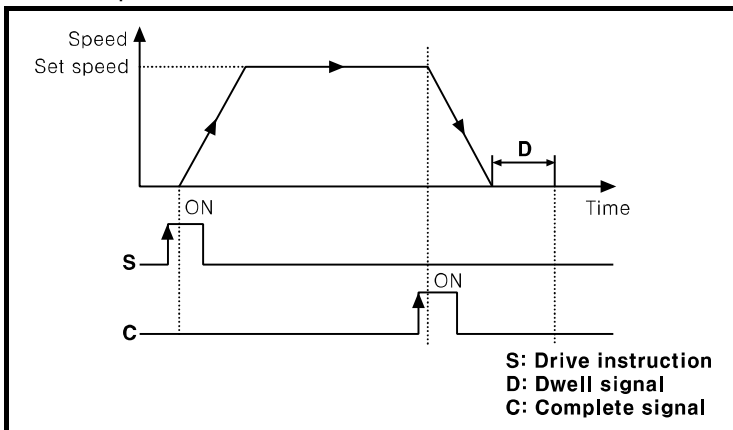 Speed
Set speed
D
Time
ON
S
ON
C
S: Drive instruction
D: Dwell signal
C: Complete signal